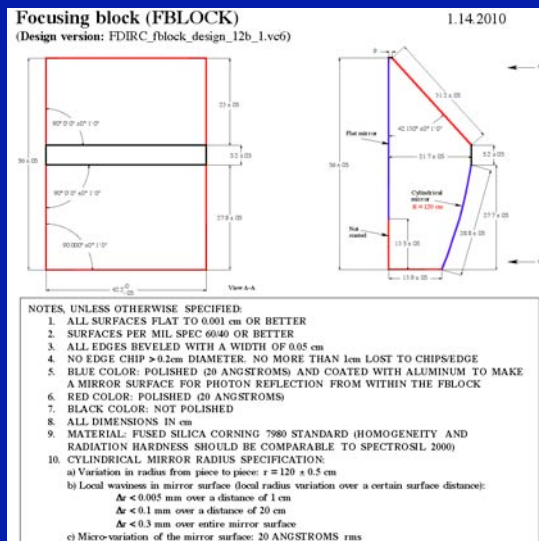 Focusing block (FBLOCK)
1.14.2010
(Design version: FDIRC_fblock_design_12b_1.vc6)
Flat mirror
Cylindrical
mirror
R = 120 cm
Not
coated
View A-A
NOTES, UNLESS OTHERWISE SPECIFIED:
1. ALL SURFACES FLAT TO 0.001 cm OR BETTER
2. SURFACES PER MIL SPEC 60/40 OR BETTER
3. ALL EDGES BEVELED WITH A WIDTH OF 0.05 cm
4. NO EDGE CHIP > 0.2cm DIAMETER. NO MORE THAN 1cm LOST TO CHIPS/EDGE
5. BLUE COLOR: POLISHED (20 ANGSTROMS) AND COATED WITH ALUMINUM TO MAKE
A MIRROR SURFACE FOR PHOTON REFLECTION FROM WITHIN THE FBLOCK
6. RED COLOR: POLISHED (20 ANGSTROMS)
7. BLACK COLOR: NOT POLISHED
8. ALL DIMENSIONS IN cm
9. MATERIAL: FUSED SILICA CORNING 7980 STANDARD (HOMOGENEITY AND
RADIATION HARDNESS SHOULD BE COMPARABLE TO SPECTROSIL 2000)
10. CYLINDRICAL MIRROR RADIUS SPECIFICATION:
a) Variation in radius from piece to piece: r = 120 ± 0.5 cm
b) Local waviness in mirror surface (local radius variation over a certain surface distance):
Δr < 0.005 mm over a distance of 1 cm
Δr < 0.1 mm over a distance of 20 cm
Δr < 0.3 mm over entire mirror surface
c) Micro-variation of the mirror surface: 20 ANGSTROMS rms